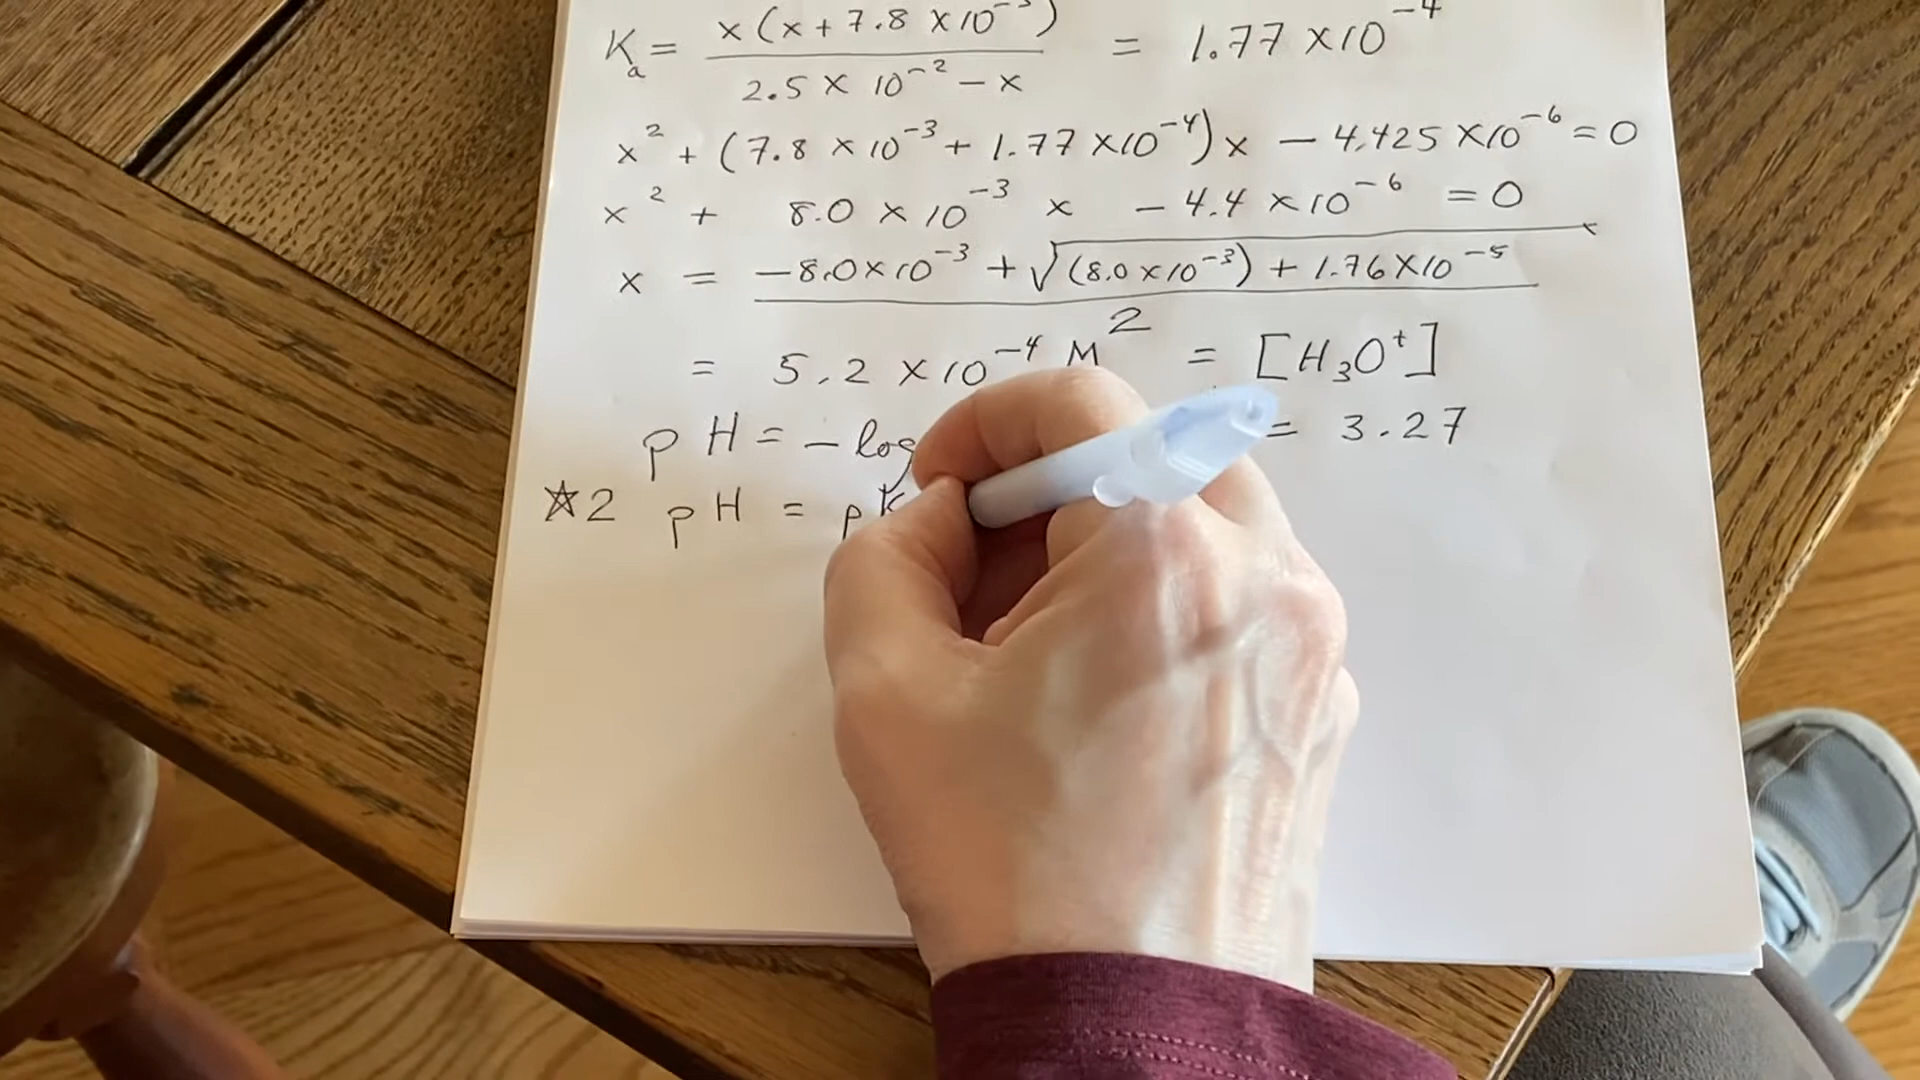 Ka = x(x + 7.8 × 10⁻³) / 2.5 × 10⁻² − x = 1.77 × 10⁻⁴
x² + (7.8 × 10⁻³ + 1.77 × 10⁻⁴) x − 4.425 × 10⁻⁶ = 0
x² + 8.0 × 10⁻³ x − 4.4 × 10⁻⁶ = 0
x = −8.0 × 10⁻³ + √(8.0 × 10⁻³) + 1.76 × 10⁻⁵ / 2
= 5.2 × 10⁻⁴ M = [H₃O⁺]
pH = − log = 3.27
☆2 pH = pK